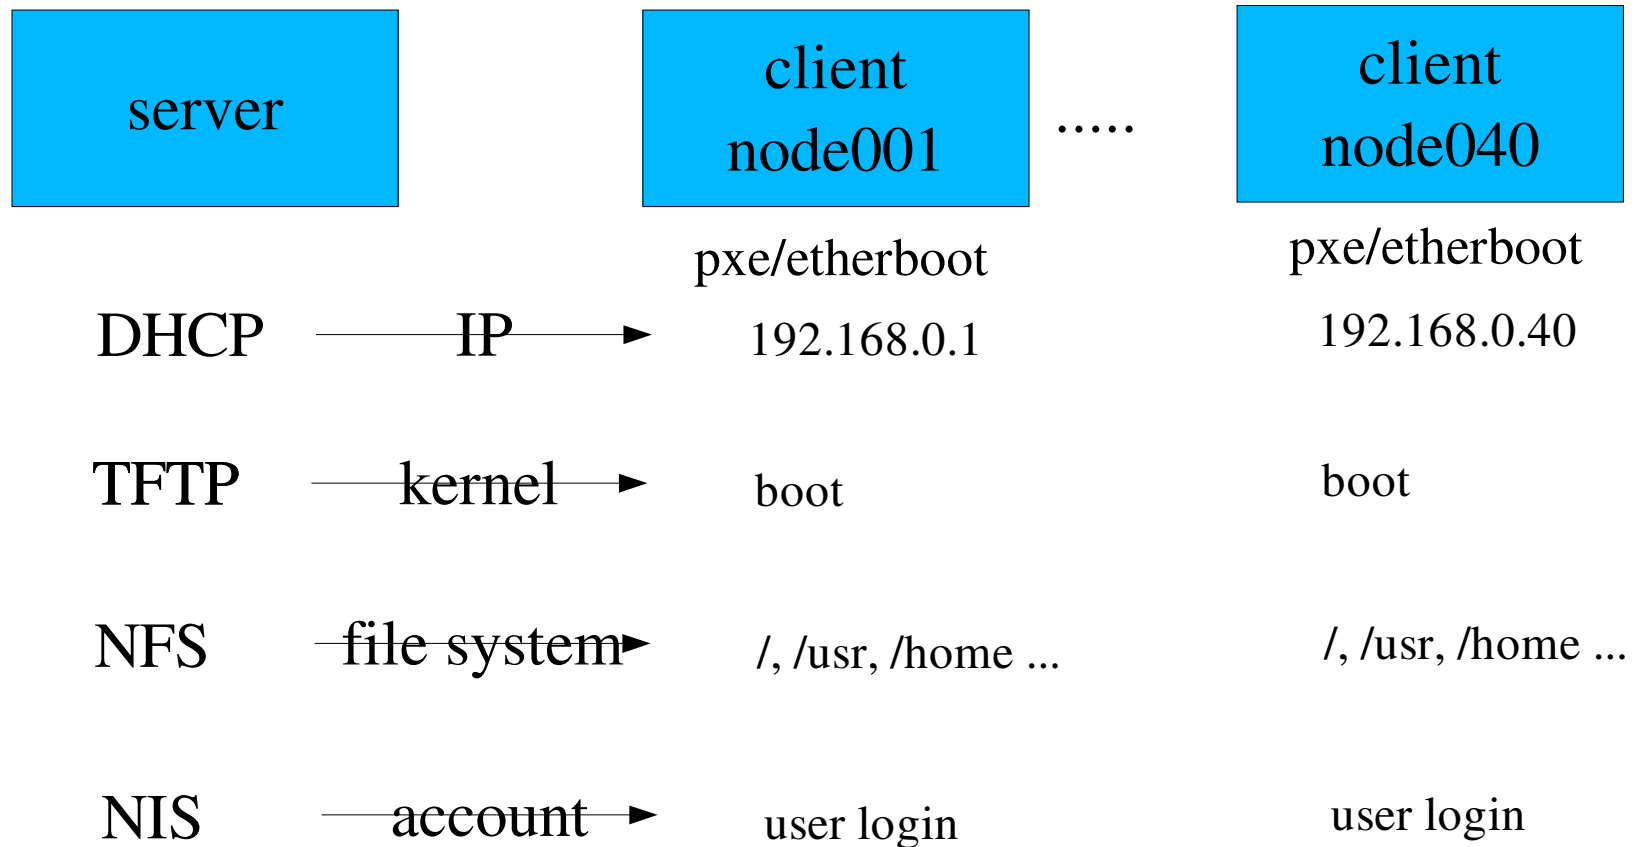 server
client
node001
.....
client
node040
pxe/etherboot
pxe/etherboot
DHCP
IP
192.168.0.1
192.168.0.40
TFTP
kernel
boot
boot
NFS
file system
/, /usr, /home ...
/, /usr, /home ...
NIS
account
user login
user login